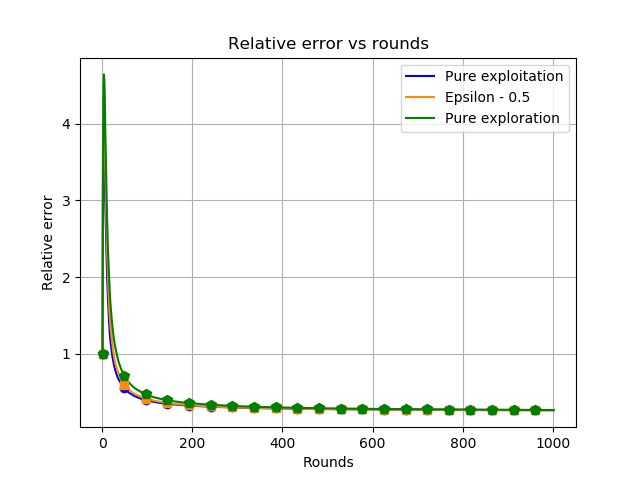 Relative error vs rounds
Pure exploitation
Epsilon - 0.5
Pure exploration
4
3
2
1
Relative error
0 200 400 600 800 1000
Rounds